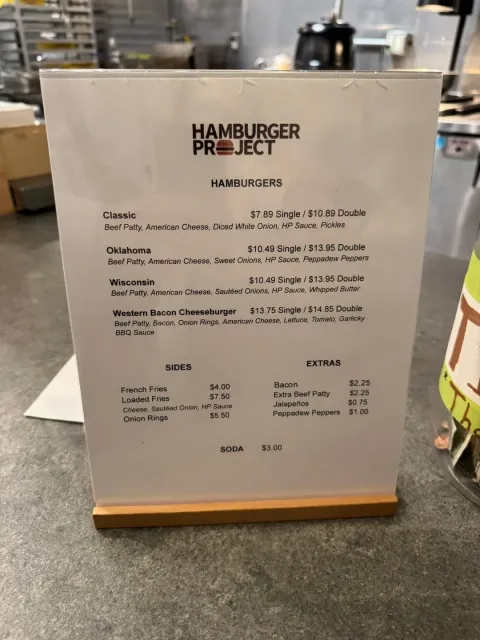 HAMBURGER
PROJECT
HAMBURGERS
Classic $7.89 Single / $10.89 Double
Beef Patty, American Cheese, Diced White Onion, HP Sauce, Pickles
Oklahoma $10.49 Single / $13.95 Double
Beef Patty, American Cheese, Sweet Onions, HP Sauce, Peppadew Peppers
Wisconsin $10.49 Single / $13.95 Double
Beef Patty, American Cheese, Sautéed Onions, HP Sauce, Whipped Butter
Western Bacon Cheeseburger $13.75 Single / $14.85 Double
Beef Patty, Bacon, Onion Rings, American Cheese, Lettuce, Tomato, Garlicky
BBQ Sauce
SIDES
French Fries $4.00
Loaded Fries $7.50
Cheese, Sautéed Onion, HP Sauce
Onion Rings $5.50
EXTRAS
Bacon $2.25
Extra Beef Patty $2.25
Jalapeños $0.75
Peppadew Peppers $1.00
SODA $3.00